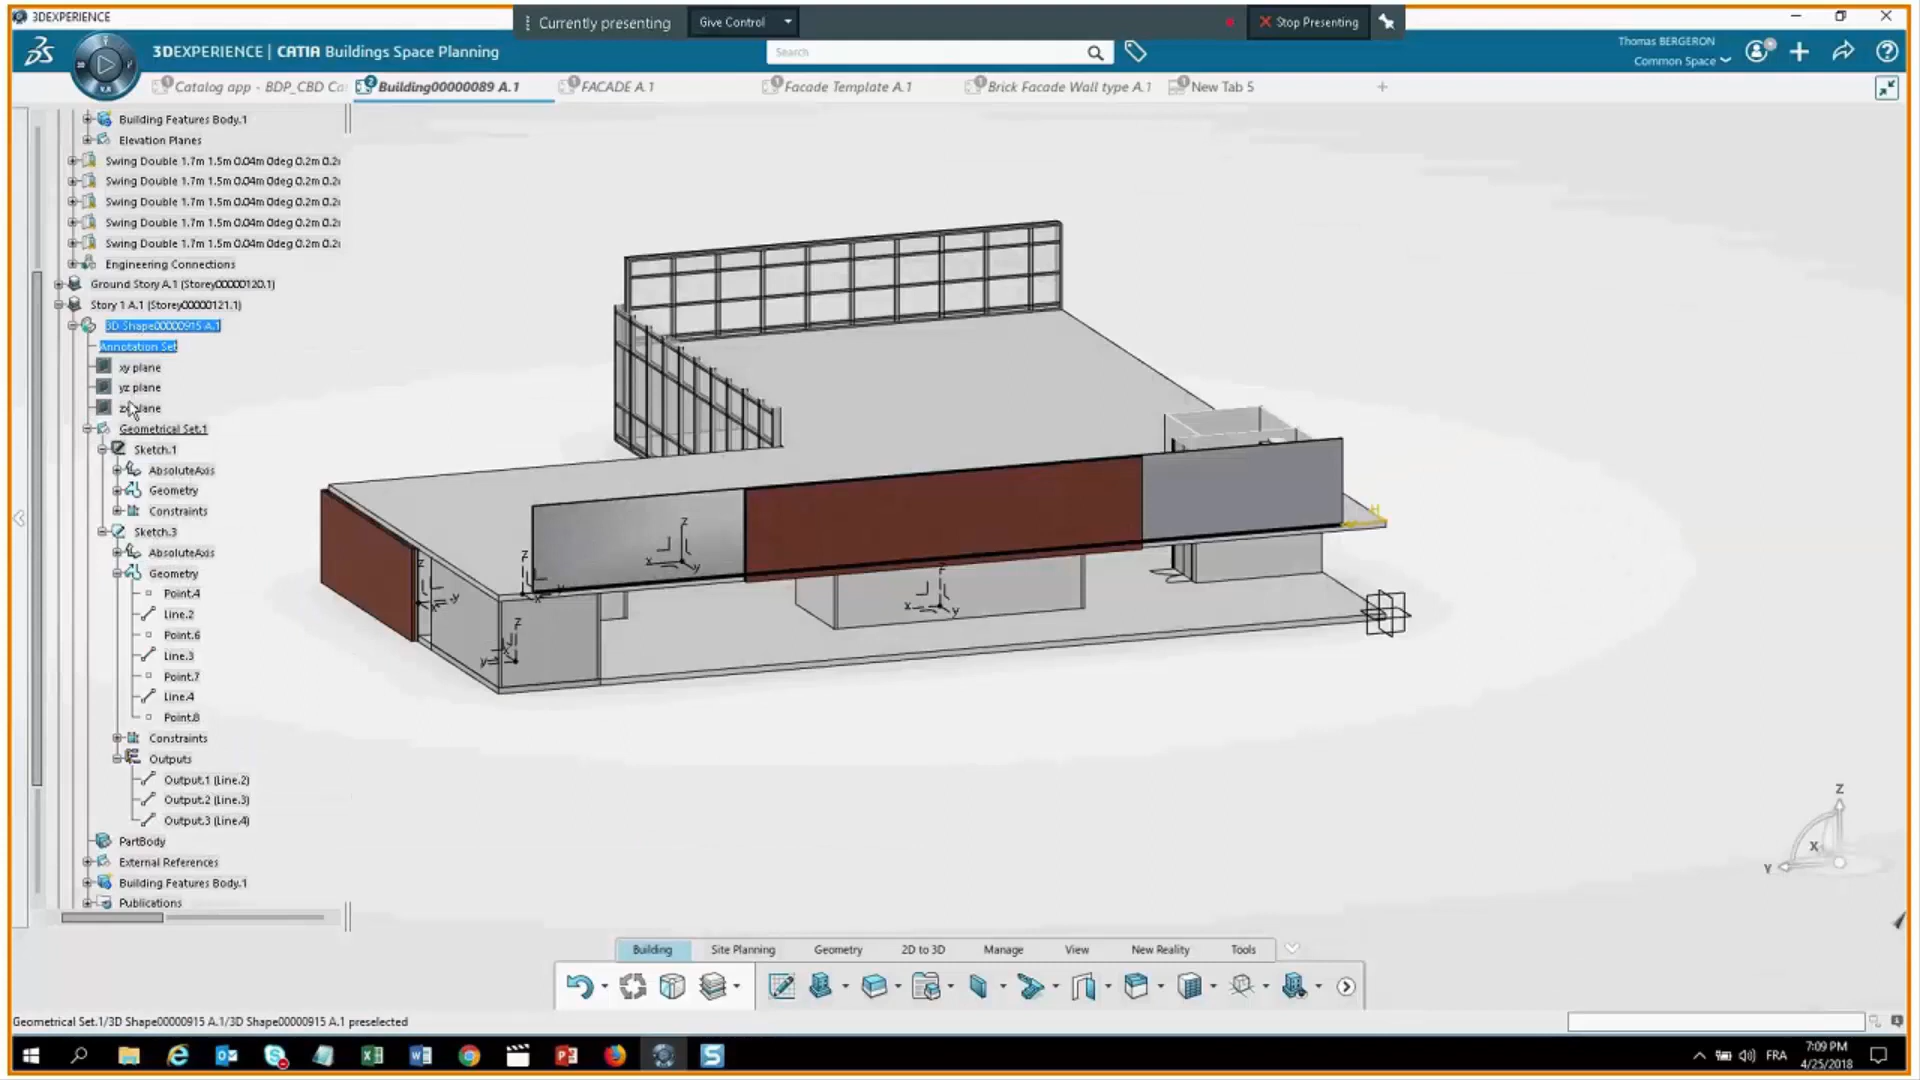 3DEXPERIENCE
Currently presenting
Give Control
Stop Presenting
3DEXPERIENCE | CATIA Buildings Space Planning
Search
Thomas BERGERON
Common Space
Catalog app - BDP_CBD Ca
Building00000089 A.1
FACADE A.1
Facade Template A.1
Brick Facade Wall type A.1
New Tab 5
Building Features Body.1
Elevation Planes
Swing Double 1.7m 1.5m 0.04m 0deg 0.2m 0.2
Swing Double 1.7m 1.5m 0.04m 0deg 0.2m 0.2
Swing Double 1.7m 1.5m 0.04m 0deg 0.2m 0.2
Swing Double 1.7m 1.5m 0.04m 0deg 0.2m 0.2
Swing Double 1.7m 1.5m 0.04m 0deg 0.2m 0.2
Engineering Connections
Ground Story A.1 (Storey00000120.1)
Story 1 A.1 (Storey00000121.1)
3D Shape00000915 A.1
Annotation Set
xy plane
yz plane
zx plane
Geometrical Set.1
Sketch.1
AbsoluteAxis
Geometry
Constraints
Sketch.3
AbsoluteAxis
Geometry
Point.4
Line.2
Point.6
Line.3
Point.7
Line.4
Point.8
Constraints
Outputs
Output.1 (Line.2)
Output.2 (Line.3)
Output.3 (Line.4)
PartBody
External References
Building Features Body.1
Publications
H
z
x
y
z
z
y
z
x
y
z
y
Z
X
Y
Building
Site Planning
Geometry
2D to 3D
Manage
View
New Reality
Tools
Geometrical Set.1/3D Shape00000915 A.1/3D Shape00000915 A.1 preselected
FRA
7:09 PM
4/25/2018